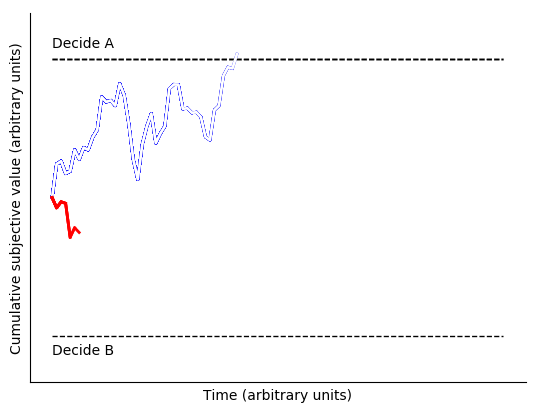 Decide A
Cumulative subjective value (arbitrary units)
Decide B
Time (arbitrary units)